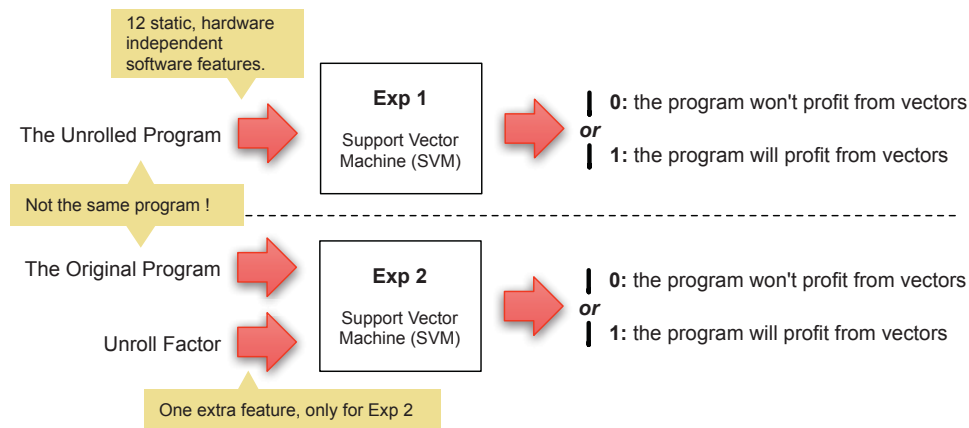 12 static, hardware
independent
software features.
The Unrolled Program
Exp 1
Support Vector
Machine (SVM)
0: the program won't profit from vectors
or
1: the program will profit from vectors
Not the same program !
The Original Program
Unroll Factor
Exp 2
Support Vector
Machine (SVM)
0: the program won't profit from vectors
or
1: the program will profit from vectors
One extra feature, only for Exp 2